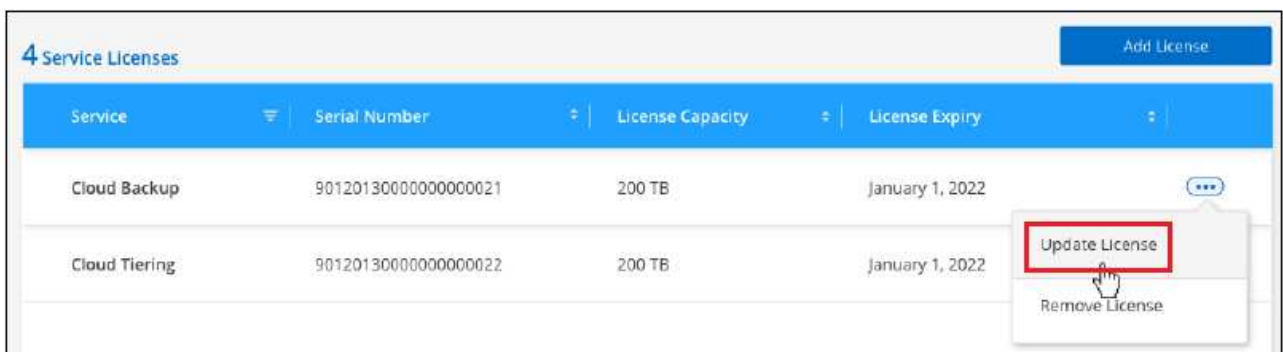 4 Service Licenses
Add License
Service Serial Number License Capacity License Expiry
Cloud Backup 90120130000000000021 200 TB January 1, 2022
Update License
Cloud Tiering 90120130000000000022 200 TB January 1, 2022
Remove License